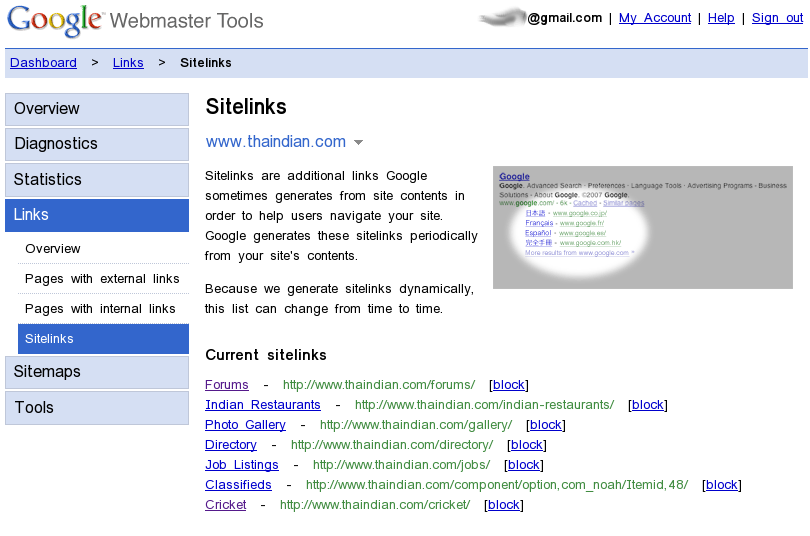 Google Webmaster Tools
@gmail.com | My Account | Help | Sign out
Dashboard > Links > Sitelinks
Overview
Diagnostics
Statistics
Links
Overview
Pages with external links
Pages with internal links
Sitelinks
Sitemaps
Tools
Sitelinks
www.thaindian.com
Sitelinks are additional links Google
sometimes generates from site contents in
order to help users navigate your site.
Google generates these sitelinks periodically
from your site's contents.
Because we generate sitelinks dynamically,
this list can change from time to time.
Google
Google. Advanced Search - Preferences - Language Tools - Advertising Programs - Business
Solutions - About Google. ©2007 Google.
www.google.com/ - 6k - Cached - Similar pages
日本語 - www.google.co.jp/
Français - www.google.fr/
Español - www.google.es/
完全手冊 - www.google.com.hk/
More results from www.google.com »
Current sitelinks
Forums - http://www.thaindian.com/forums/ [block]
Indian Restaurants - http://www.thaindian.com/indian-restaurants/ [block]
Photo Gallery - http://www.thaindian.com/gallery/ [block]
Directory - http://www.thaindian.com/directory/ [block]
Job Listings - http://www.thaindian.com/jobs/ [block]
Classifieds - http://www.thaindian.com/component/option,com_noah/Itemid,48/ [block]
Cricket - http://www.thaindian.com/cricket/ [block]